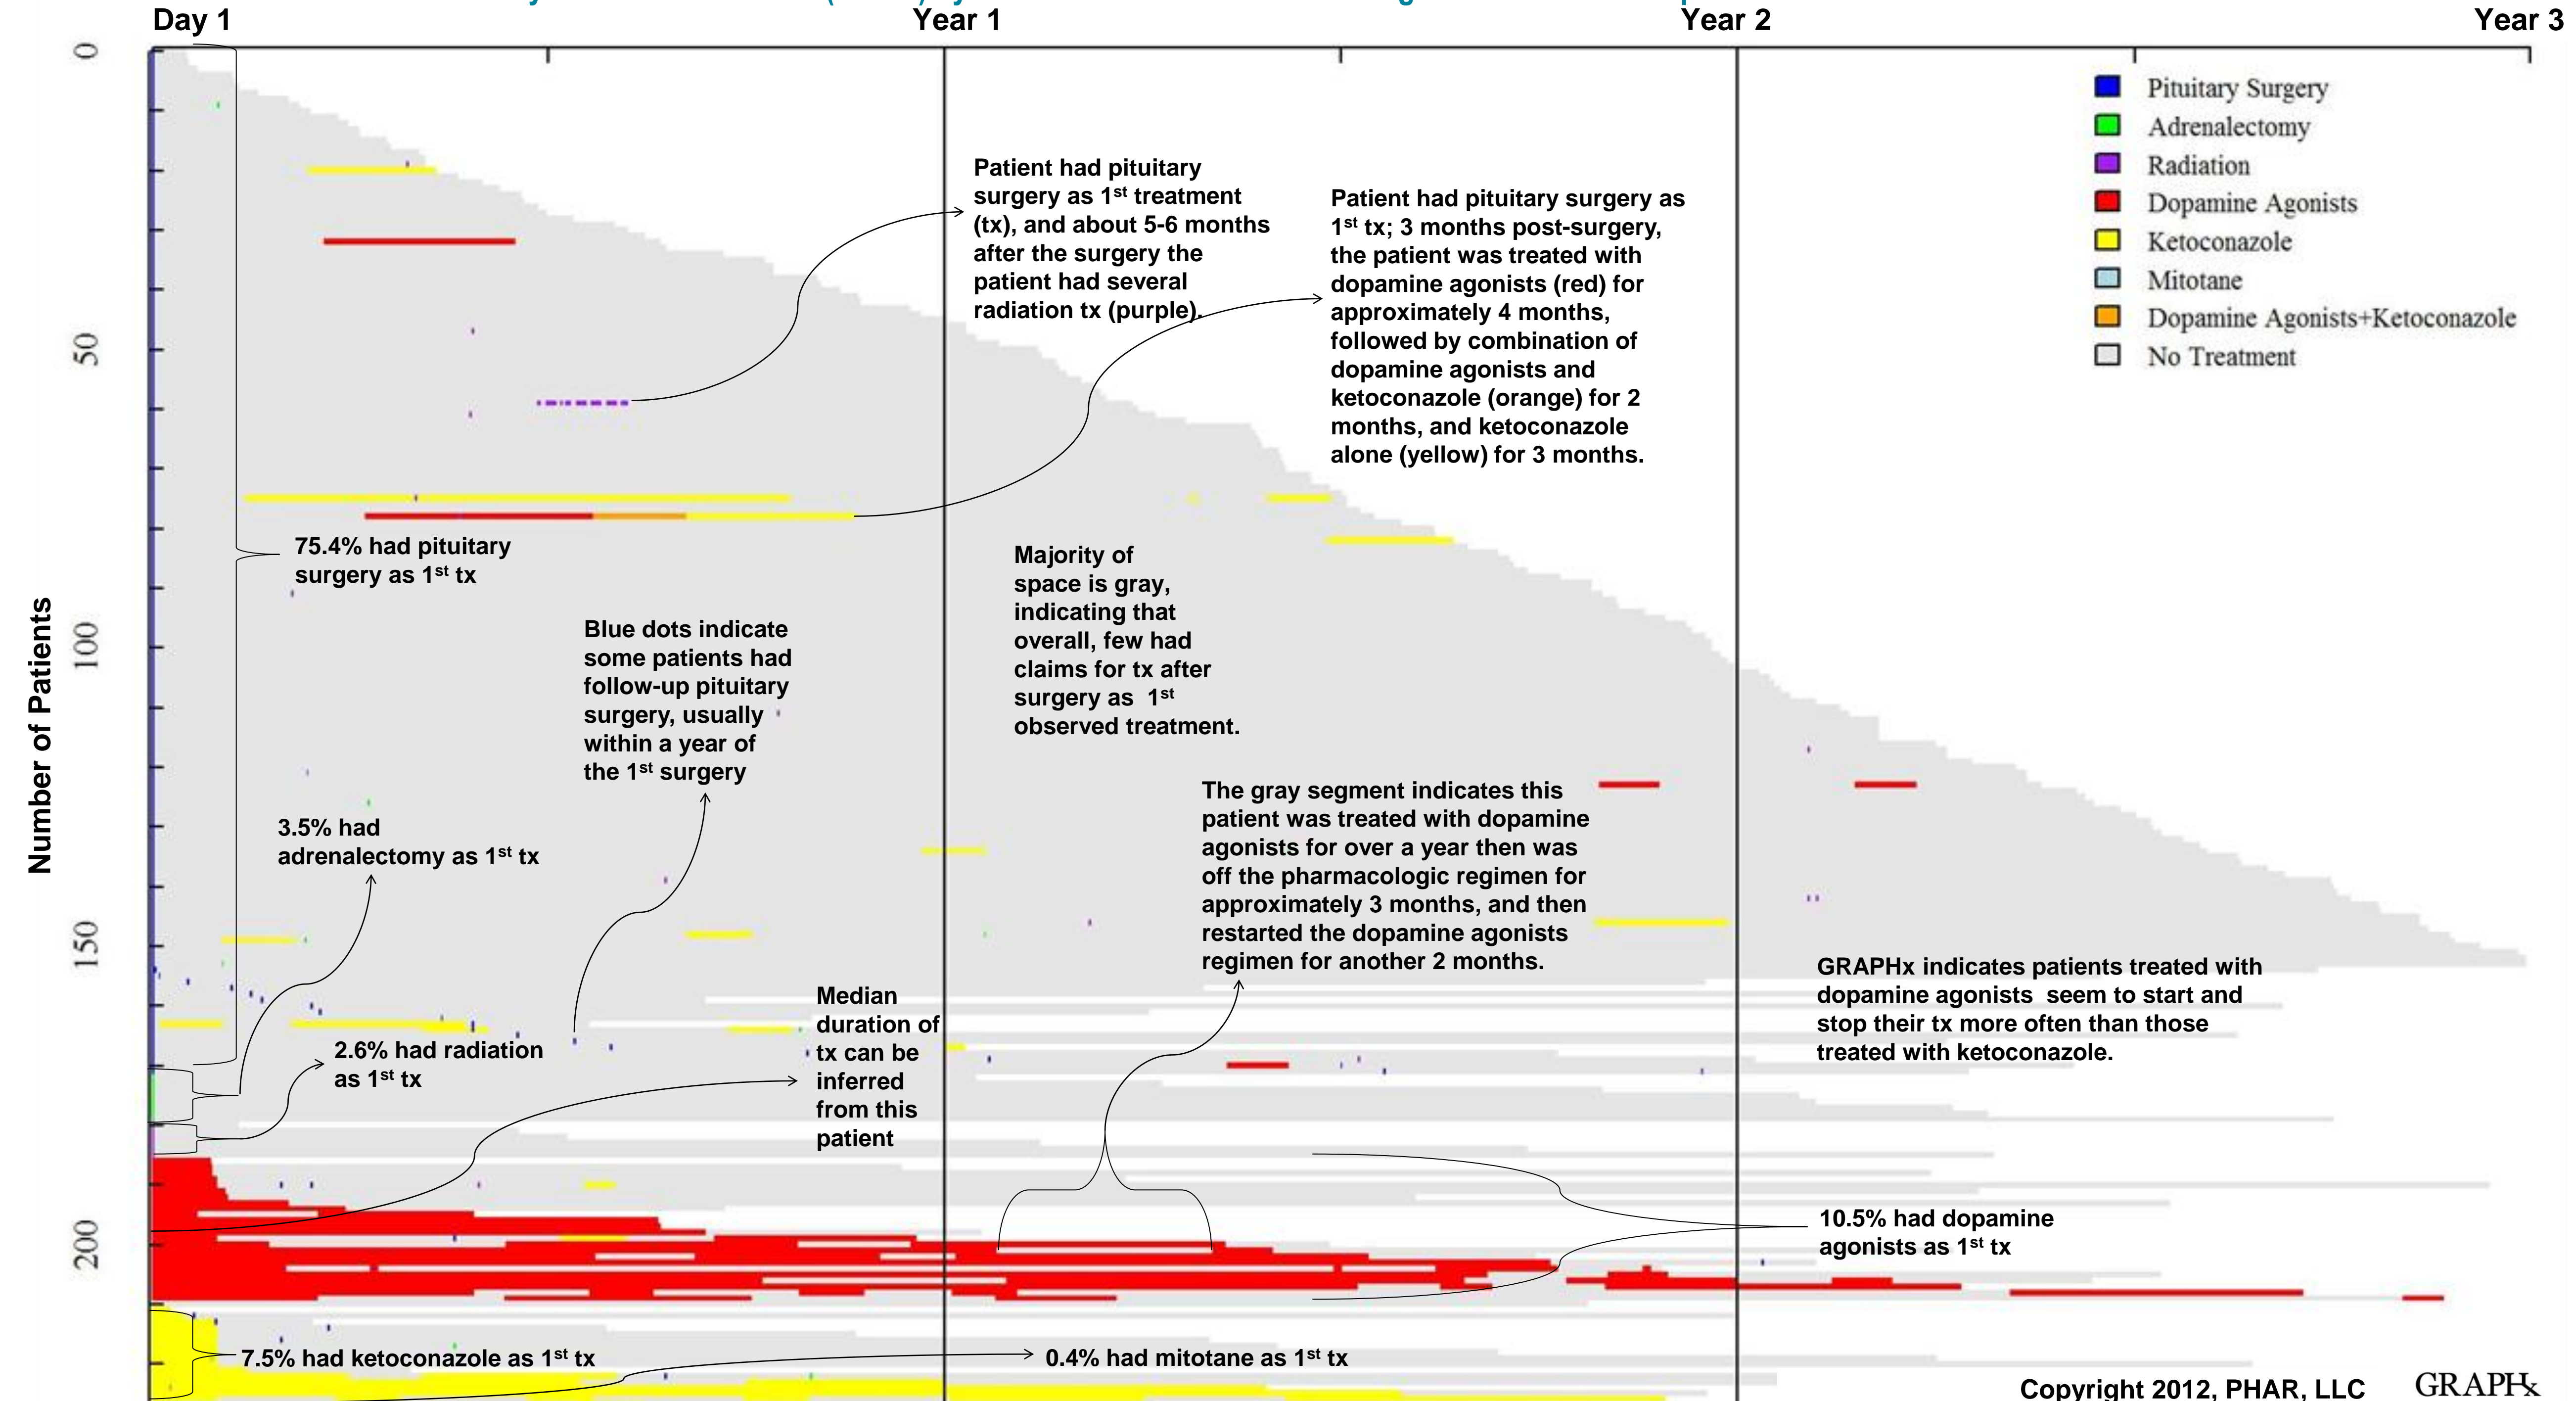 Day 1
Year 1
Year 2
Year 3
0
50
100
150
200
Number of Patients
Pituitary Surgery
Adrenalectomy
Radiation
Dopamine Agonists
Ketoconazole
Mitotane
Dopamine Agonists+Ketoconazole
No Treatment
Patient had pituitary
surgery as 1st treatment
(tx), and about 5-6 months
after the surgery the
patient had several
radiation tx (purple).
Patient had pituitary surgery as
1st tx; 3 months post-surgery,
the patient was treated with
dopamine agonists (red) for
approximately 4 months,
followed by combination of
dopamine agonists and
ketoconazole (orange) for 2
months, and ketoconazole
alone (yellow) for 3 months.
75.4% had pituitary
surgery as 1st tx
Majority of
space is gray,
indicating that
overall, few had
claims for tx after
surgery as 1st
observed treatment.
Blue dots indicate
some patients had
follow-up pituitary
surgery, usually
within a year of
the 1st surgery
3.5% had
adrenalectomy as 1st tx
The gray segment indicates this
patient was treated with dopamine
agonists for over a year then was
off the pharmacologic regimen for
approximately 3 months, and then
restarted the dopamine agonists
regimen for another 2 months.
GRAPHx indicates patients treated with
dopamine agonists seem to start and
stop their tx more often than those
treated with ketoconazole.
Median
duration of
tx can be
inferred
from this
patient
2.6% had radiation
as 1st tx
10.5% had dopamine
agonists as 1st tx
7.5% had ketoconazole as 1st tx
0.4% had mitotane as 1st tx
Copyright 2012, PHAR, LLC
GRAPHx